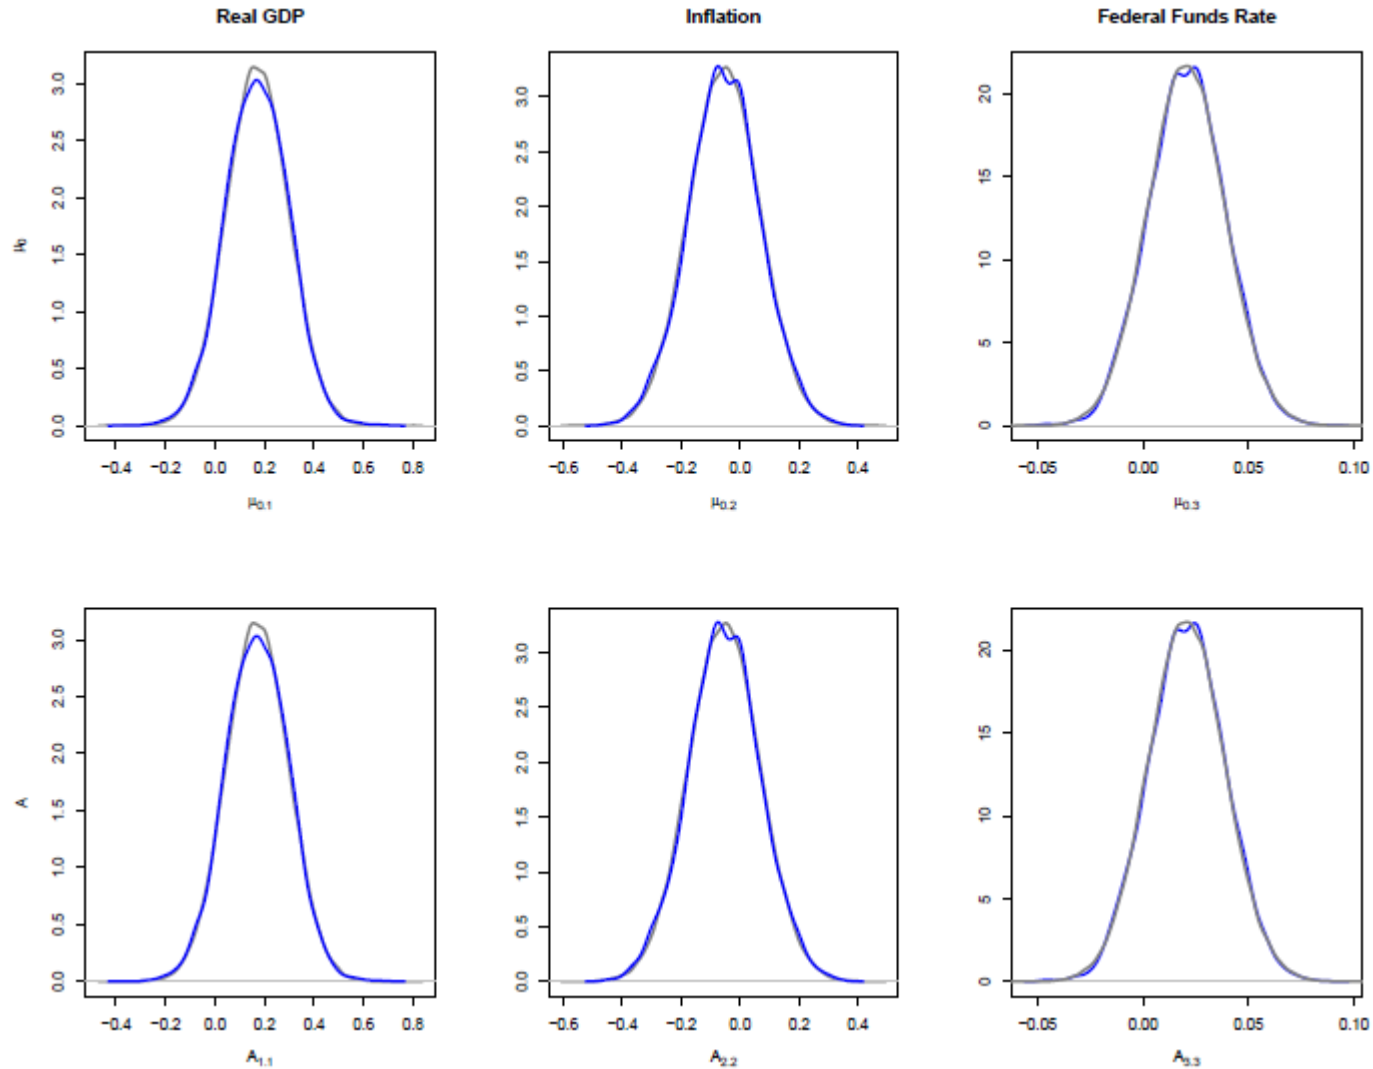 Real GDP
Inflation
Federal Funds Rate
μ0
0.0 0.5 1.0 1.5 2.0 2.5 3.0
−0.4 −0.2 0.0 0.2 0.4 0.6 0.8
μ0.1
0.0 0.5 1.0 1.5 2.0 2.5 3.0
−0.6 −0.4 −0.2 0.0 0.2 0.4
μ0.2
0 5 10 15 20
−0.05 0.00 0.05 0.10
μ0.3
A
0.0 0.5 1.0 1.5 2.0 2.5 3.0
−0.4 −0.2 0.0 0.2 0.4 0.6 0.8
A1.1
0.0 0.5 1.0 1.5 2.0 2.5 3.0
−0.6 −0.4 −0.2 0.0 0.2 0.4
A2.2
0 5 10 15 20
−0.05 0.00 0.05 0.10
A3.3